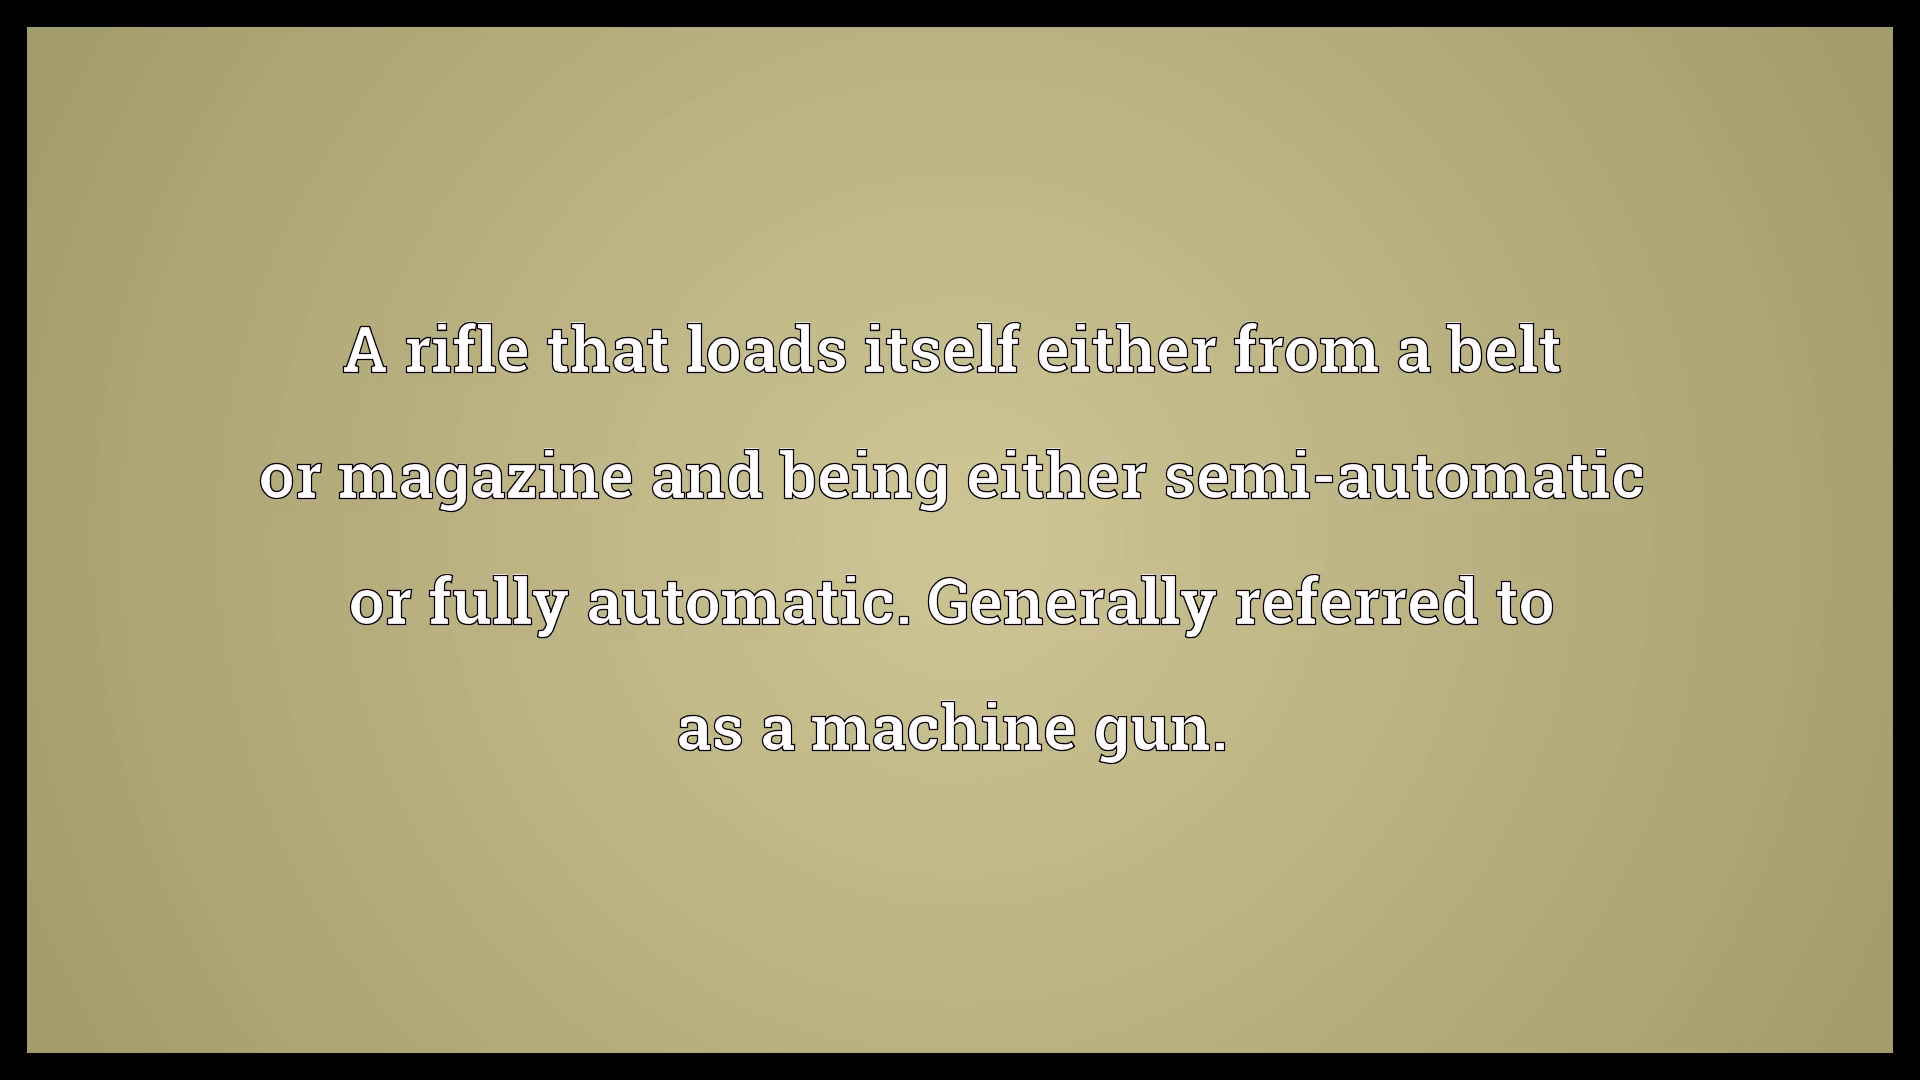 A rifle that loads itself either from a belt
or magazine and being either semi-automatic
or fully automatic. Generally referred to
as a machine gun.